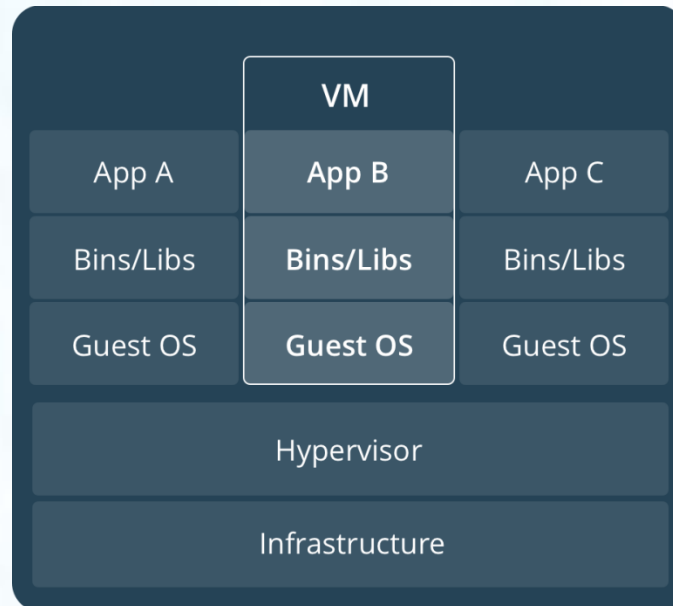 VM
App A App B App C
Bins/Libs Bins/Libs Bins/Libs
Guest OS Guest OS Guest OS
Hypervisor
Infrastructure